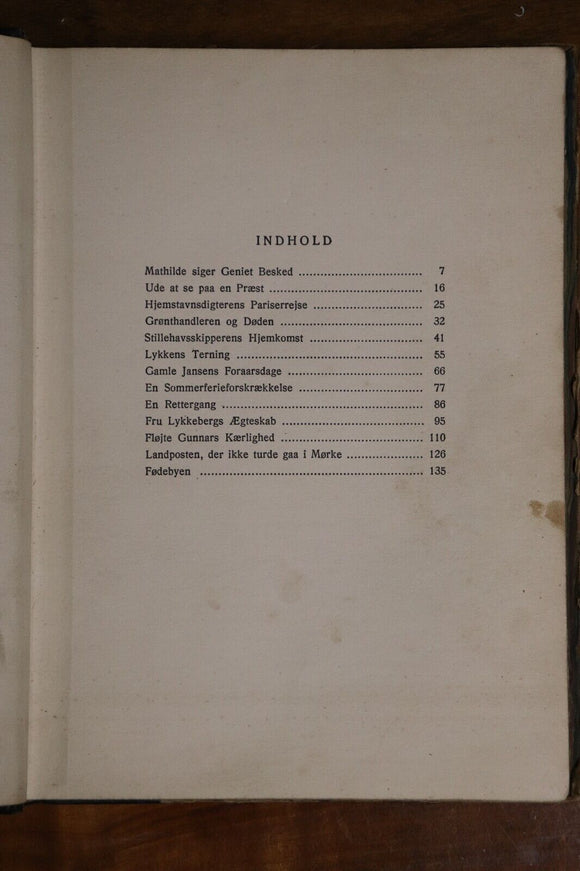 INDHOLD
Mathilde siger Geniet Besked ................................. 7
Ude at se paa en Præst ......................................... 16
Hjemstavnsdigterens Pariserrejse ............................. 25
Grønthandleren og Døden ...................................... 32
Stillehavsskipperens Hjemkomst .............................. 41
Lykkens Terning .................................................. 55
Gamle Jansens Foraarsdage .................................... 66
En Sommerferieforskrækkelse ................................. 77
En Rettergang ...................................................... 86
Fru Lykkebergs Ægteskab ...................................... 95
Fløjte Gunnars Kærlighed ...................................... 110
Landposten, der ikke turde gaa i Mørke .................... 126
Fødebyen ............................................................ 135